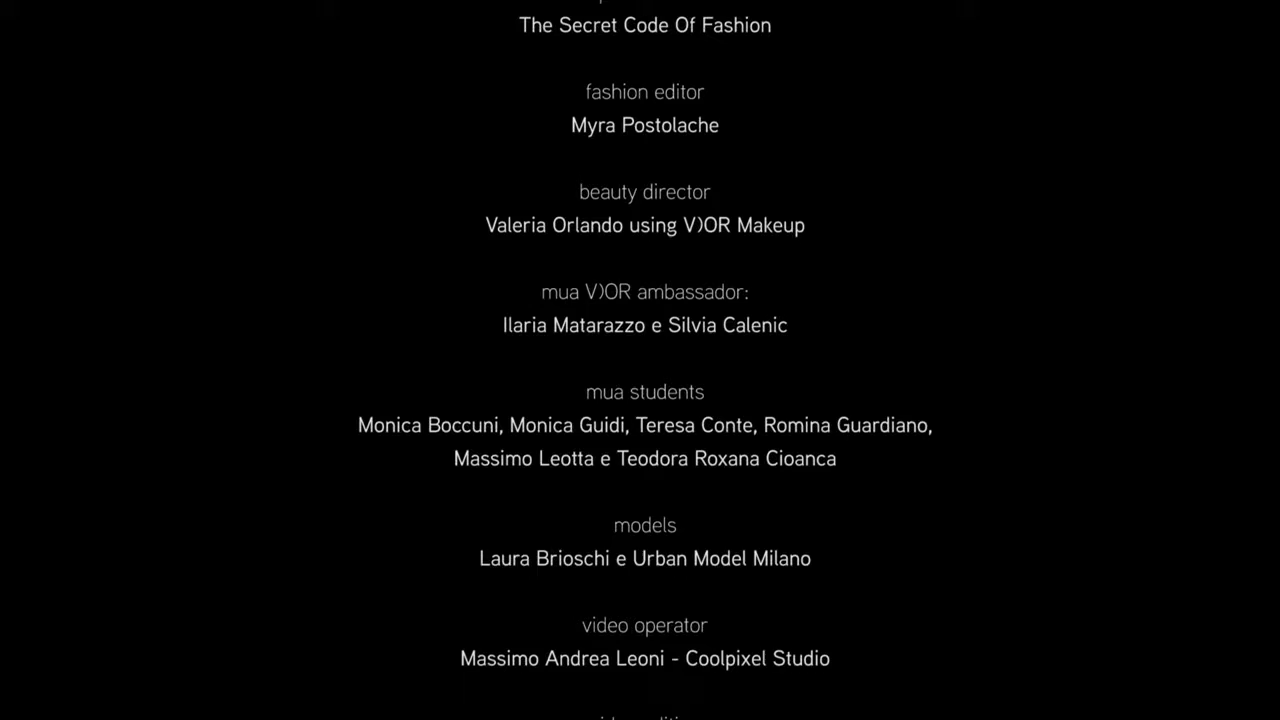 The Secret Code Of Fashion
fashion editor
Myra Postolache
beauty director
Valeria Orlando using V)OR Makeup
mua V)OR ambassador:
Ilaria Matarazzo e Silvia Calenic
mua students
Monica Boccuni, Monica Guidi, Teresa Conte, Romina Guardiano,
Massimo Leotta e Teodora Roxana Cioanca
models
Laura Brioschi e Urban Model Milano
video operator
Massimo Andrea Leoni - Coolpixel Studio